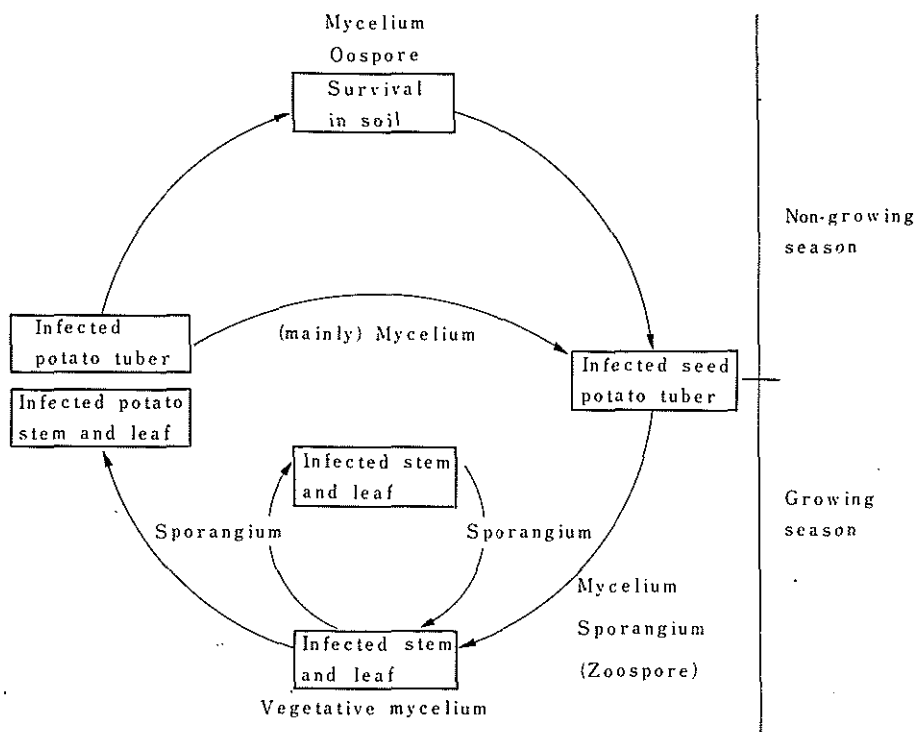 Mycelium
Oospore
Survival
in soil
Non-growing
season
Infected
potato tuber
(mainly) Mycelium
Infected seed
potato tuber
Infected potato
stem and leaf
Infected stem
and leaf
Growing
season
Sporangium
Sporangium
Mycelium
Sporangium
(Zoospore)
Infected stem
and leaf
Vegetative mycelium